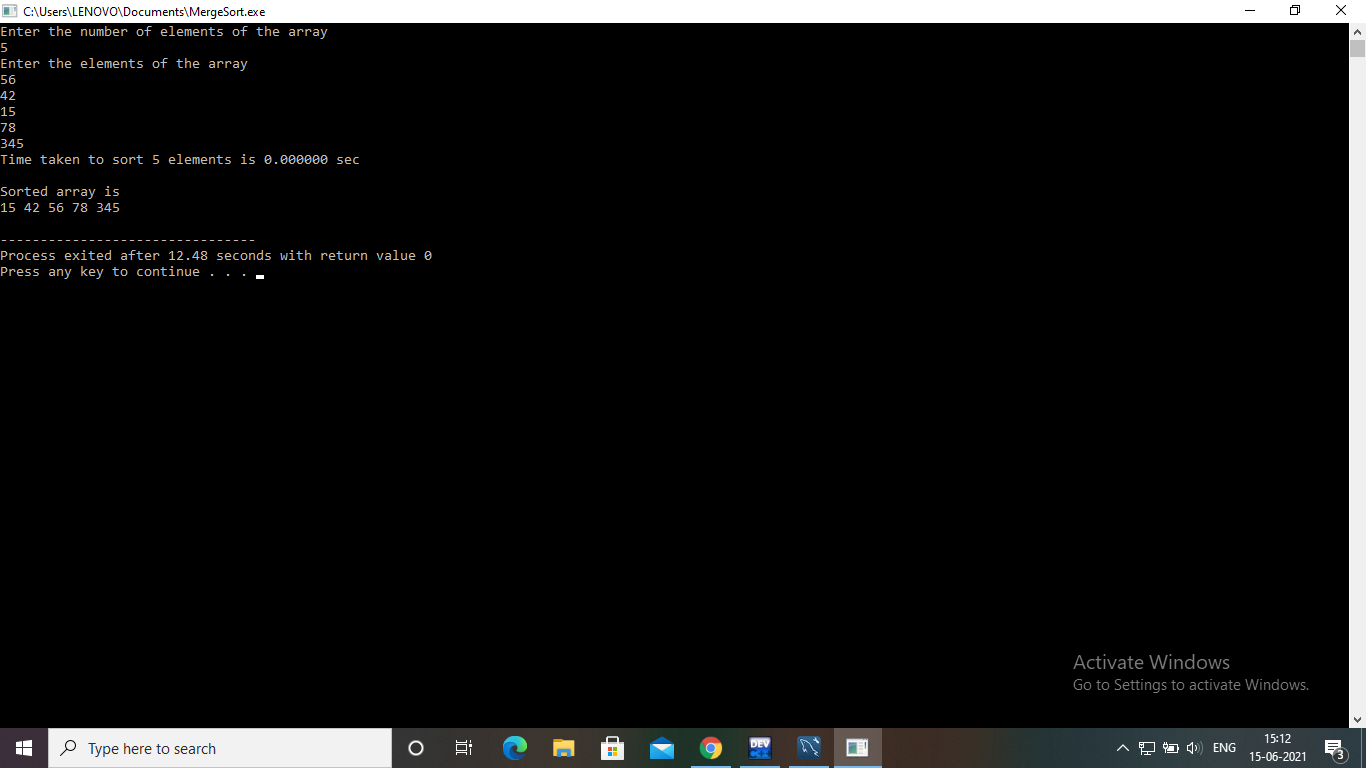 C:\Users\LENOVO\Documents\MergeSort.exe
Enter the number of elements of the array
5
Enter the elements of the array
56
42
15
78
345
Time taken to sort 5 elements is 0.000000 sec
Sorted array is
15 42 56 78 345
--------------------------------
Process exited after 12.48 seconds with return value 0
Press any key to continue . . .
Activate Windows
Go to Settings to activate Windows.
Type here to search
DEV
ENG
15:12
15-06-2021
3